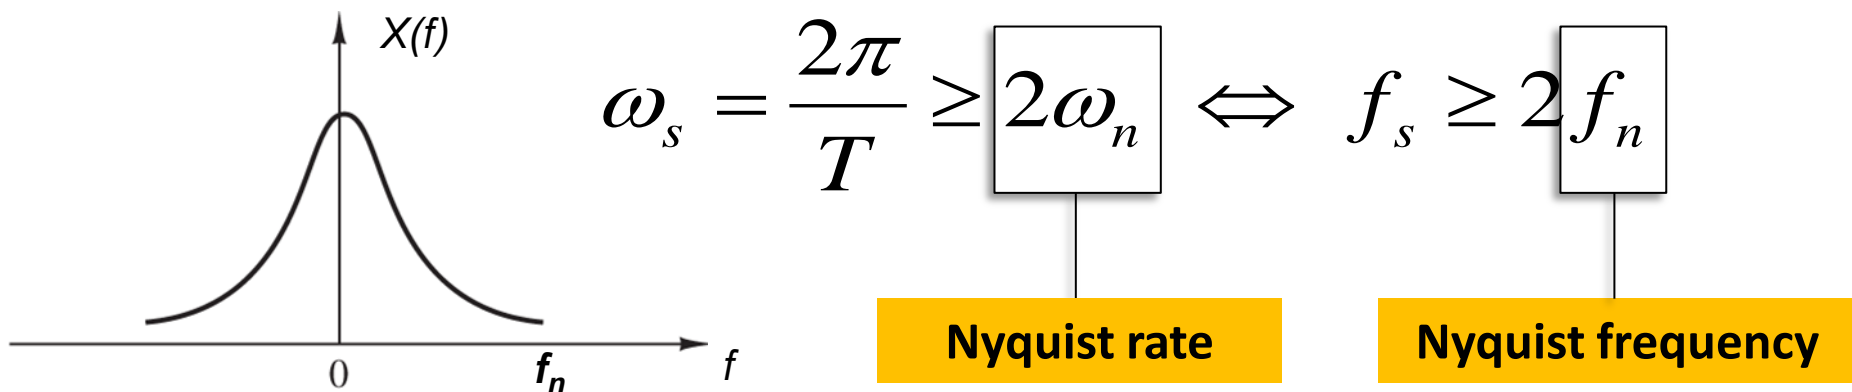 X(f)
ω_s = 2π/T ≥ 2ω_n ⇔ f_s ≥ 2f_n
0
f_n
f
Nyquist rate
Nyquist frequency